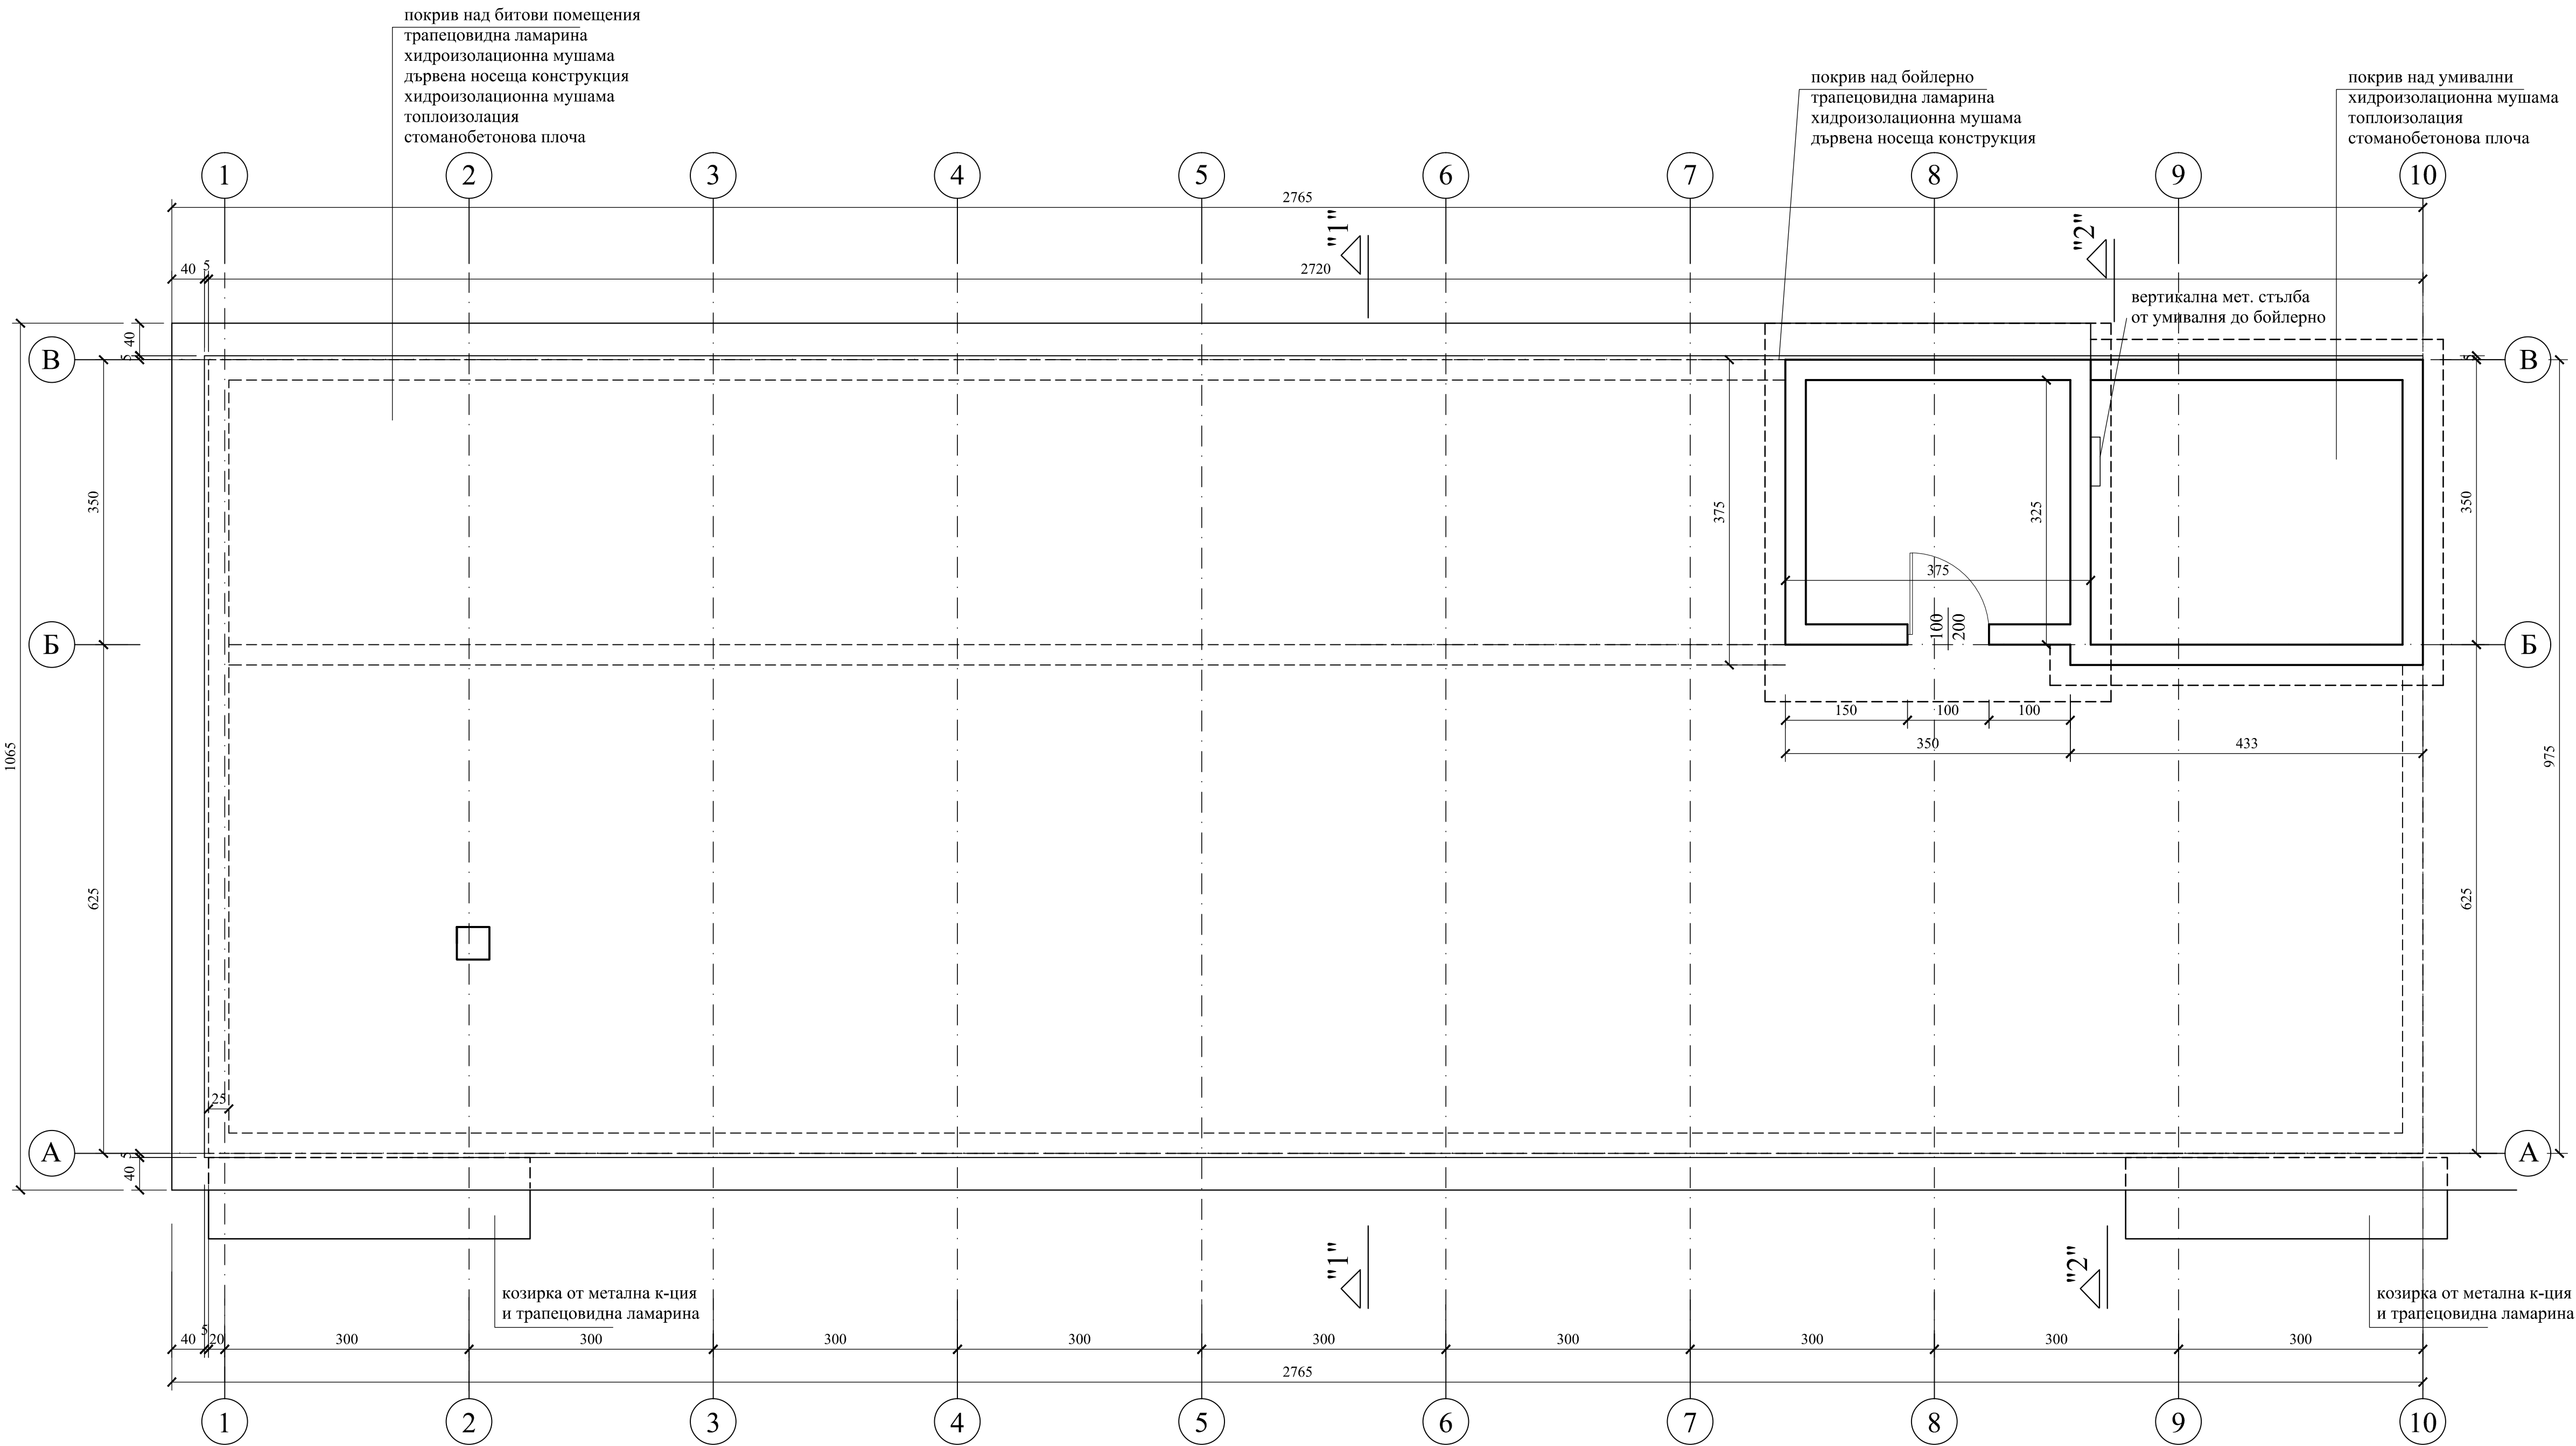 покрив над битови помещения
трапецовидна ламарина
хидроизолационна мушама
дървена носеща конструкция
хидроизолационна мушама
топлоизолация
стоманобетонова плоча
покрив над бойлерно
трапецовидна ламарина
хидроизолационна мушама
дървена носеща конструкция
покрив над умивални
хидроизолационна мушама
топлоизолация
стоманобетонова плоча
1 2 3 4 5 6 7 8 9 10
2765
"1" "2"
40 5 2720
вертикална мет. стълба
от умивалня до бойлерно
40
5 5
В В
350 375 325 350
375
100
200
Б Б
150 100 100
350 433
1065 975
625 625
25
А А
5
40
"1" "2"
козирка от метална к-ция
и трапецовидна ламарина
козирка от метална к-ция
и трапецовидна ламарина
40 5 20 300 300 300 300 300 300 300 300 300
2765
1 2 3 4 5 6 7 8 9 10